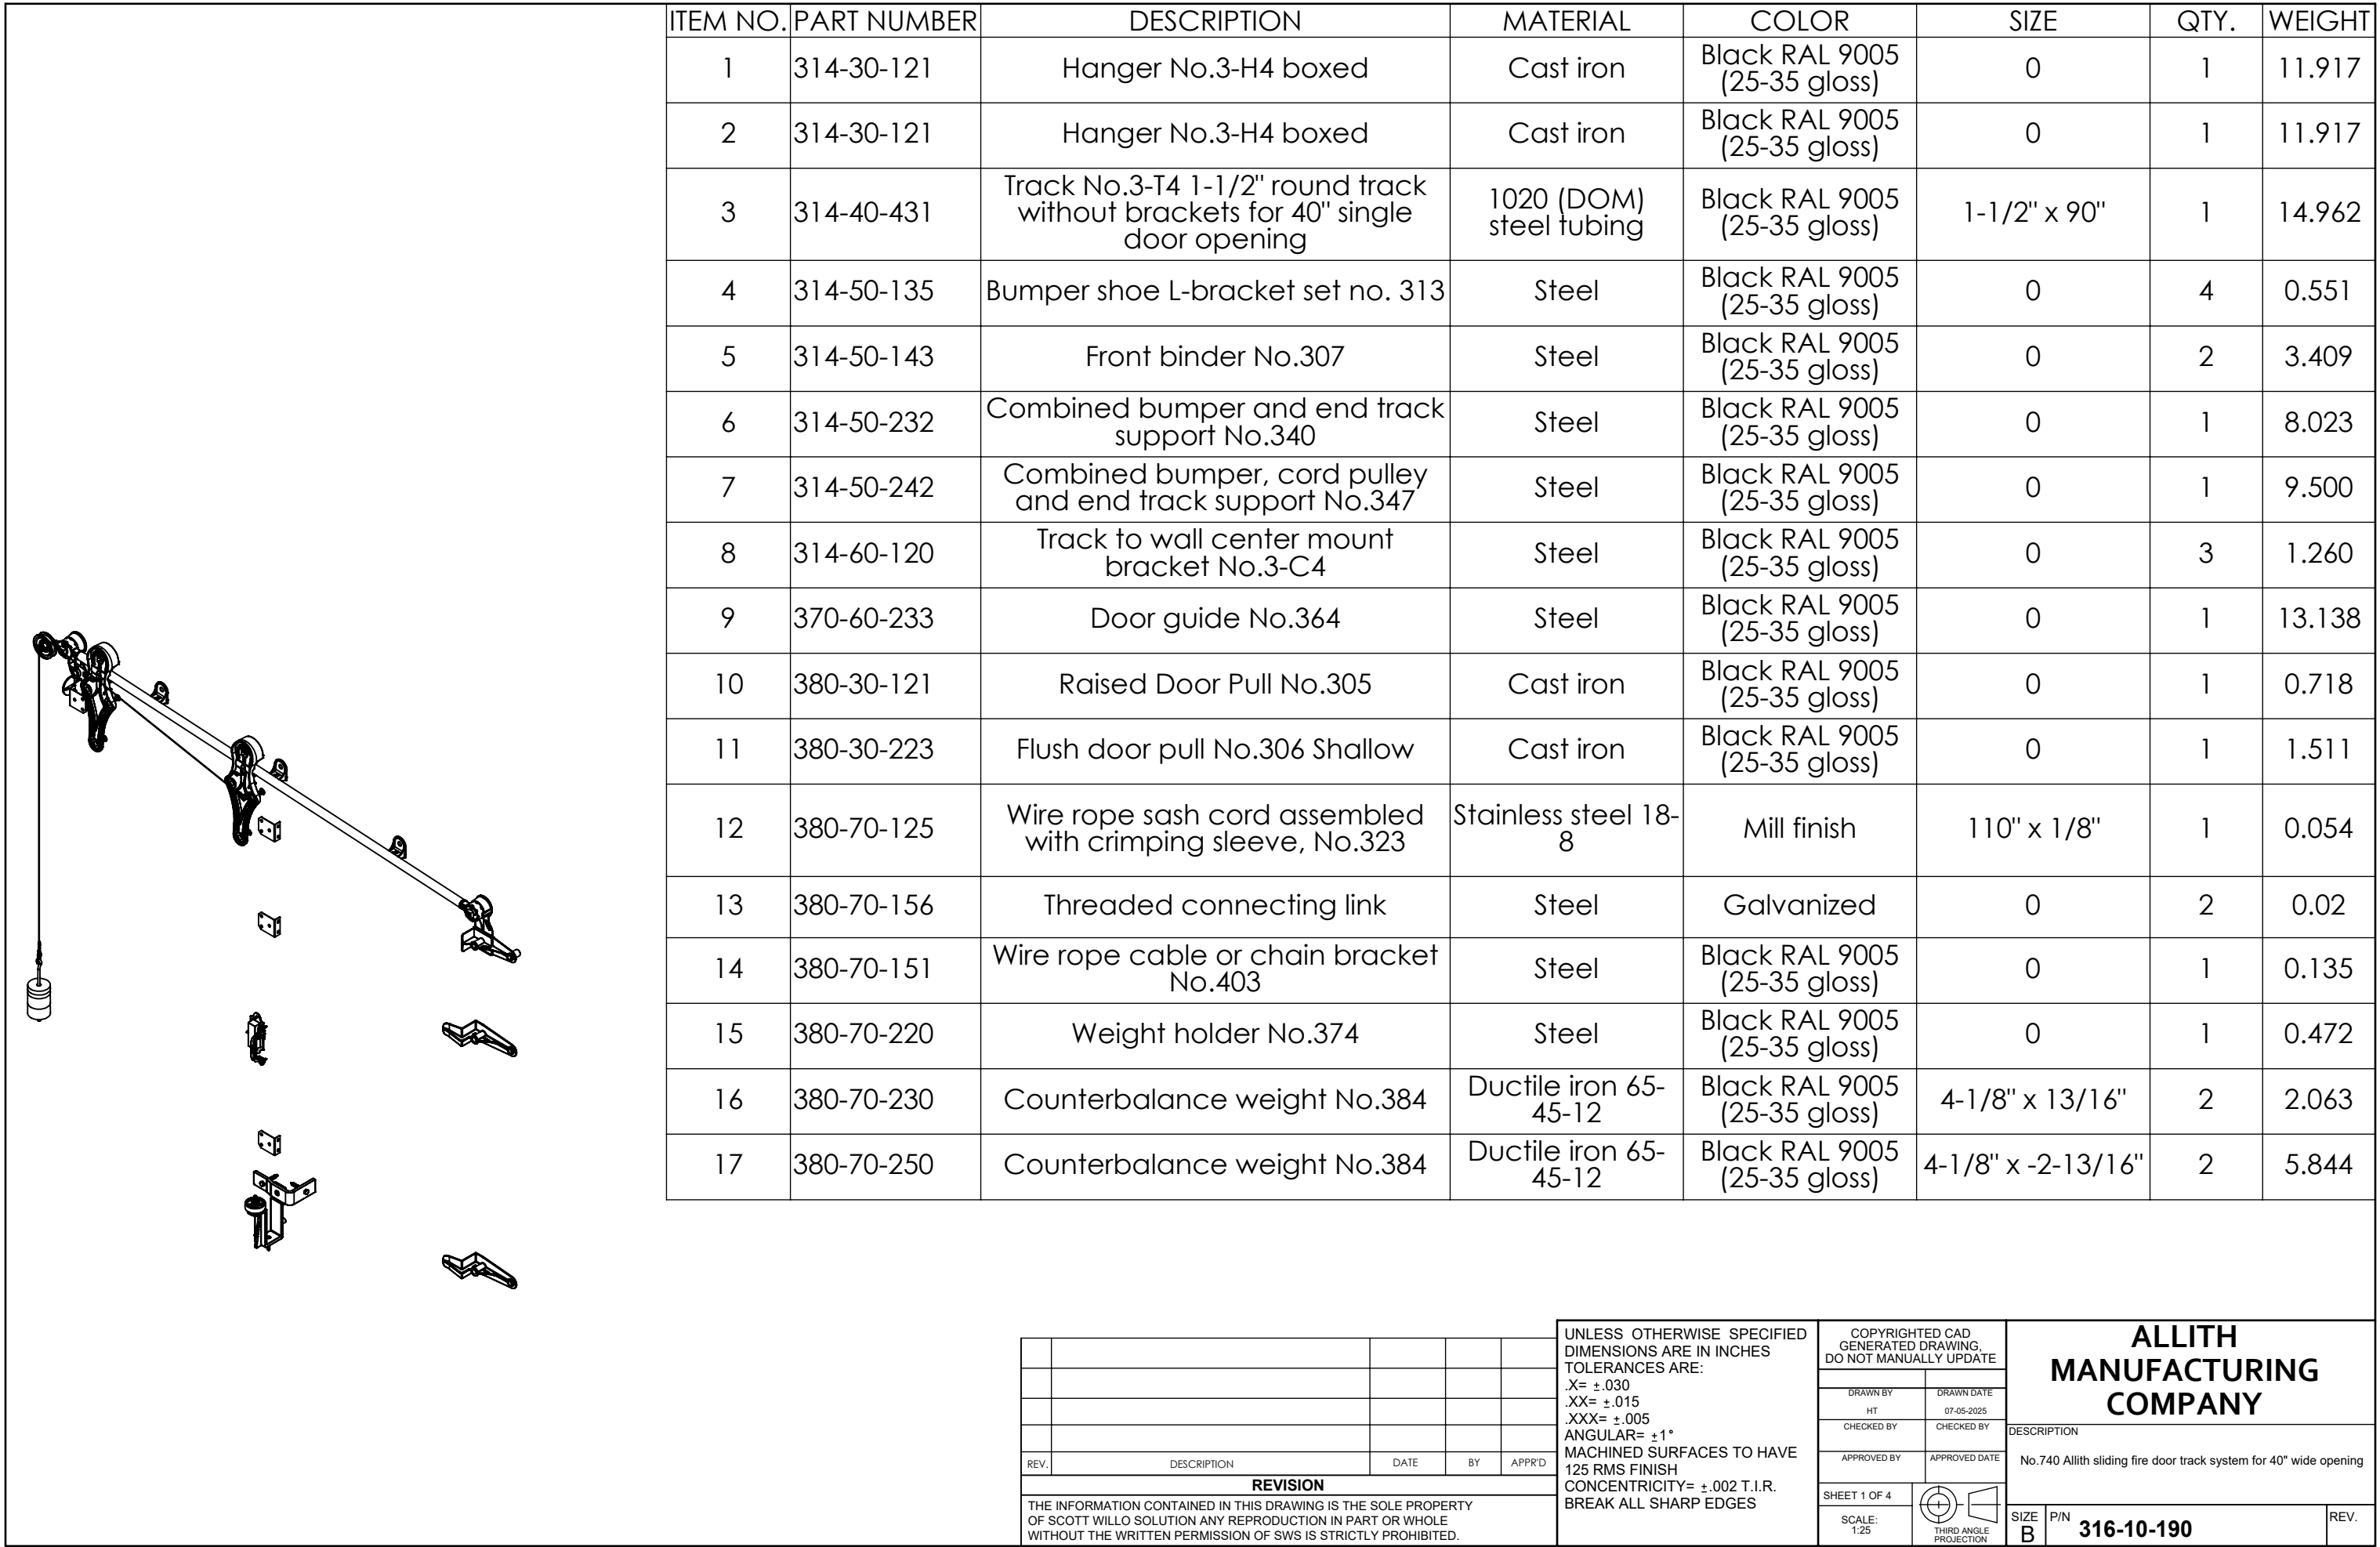 ITEM NO. PART NUMBER DESCRIPTION MATERIAL COLOR SIZE QTY. WEIGHT
1 314-30-121 Hanger No.3-H4 boxed Cast iron Black RAL 9005 (25-35 gloss) 0 1 11.917
2 314-30-121 Hanger No.3-H4 boxed Cast iron Black RAL 9005 (25-35 gloss) 0 1 11.917
3 314-40-431 Track No.3-T4 1-1/2" round track without brackets for 40" single door opening 1020 (DOM) steel tubing Black RAL 9005 (25-35 gloss) 1-1/2" x 90" 1 14.962
4 314-50-135 Bumper shoe L-bracket set no. 313 Steel Black RAL 9005 (25-35 gloss) 0 4 0.551
5 314-50-143 Front binder No.307 Steel Black RAL 9005 (25-35 gloss) 0 2 3.409
6 314-50-232 Combined bumper and end track support No.340 Steel Black RAL 9005 (25-35 gloss) 0 1 8.023
7 314-50-242 Combined bumper, cord pulley and end track support No.347 Steel Black RAL 9005 (25-35 gloss) 0 1 9.500
8 314-60-120 Track to wall center mount bracket No.3-C4 Steel Black RAL 9005 (25-35 gloss) 0 3 1.260
9 370-60-233 Door guide No.364 Steel Black RAL 9005 (25-35 gloss) 0 1 13.138
10 380-30-121 Raised Door Pull No.305 Cast iron Black RAL 9005 (25-35 gloss) 0 1 0.718
11 380-30-223 Flush door pull No.306 Shallow Cast iron Black RAL 9005 (25-35 gloss) 0 1 1.511
12 380-70-125 Wire rope sash cord assembled with crimping sleeve, No.323 Stainless steel 18-8 Mill finish 110" x 1/8" 1 0.054
13 380-70-156 Threaded connecting link Steel Galvanized 0 2 0.02
14 380-70-151 Wire rope cable or chain bracket No.403 Steel Black RAL 9005 (25-35 gloss) 0 1 0.135
15 380-70-220 Weight holder No.374 Steel Black RAL 9005 (25-35 gloss) 0 1 0.472
16 380-70-230 Counterbalance weight No.384 Ductile iron 65-45-12 Black RAL 9005 (25-35 gloss) 4-1/8" x 13/16" 2 2.063
17 380-70-250 Counterbalance weight No.384 Ductile iron 65-45-12 Black RAL 9005 (25-35 gloss) 4-1/8" x -2-13/16" 2 5.844
REV. DESCRIPTION DATE BY APPR'D
REVISION
THE INFORMATION CONTAINED IN THIS DRAWING IS THE SOLE PROPERTY
OF SCOTT WILLO SOLUTION ANY REPRODUCTION IN PART OR WHOLE
WITHOUT THE WRITTEN PERMISSION OF SWS IS STRICTLY PROHIBITED.
UNLESS OTHERWISE SPECIFIED
DIMENSIONS ARE IN INCHES
TOLERANCES ARE:
.X= ±.030
.XX= ±.015
.XXX= ±.005
ANGULAR= ±1°
MACHINED SURFACES TO HAVE
125 RMS FINISH
CONCENTRICITY= ±.002 T.I.R.
BREAK ALL SHARP EDGES
COPYRIGHTED CAD
GENERATED DRAWING,
DO NOT MANUALLY UPDATE
DRAWN BY DRAWN DATE
HT 07-05-2025
CHECKED BY CHECKED BY
APPROVED BY APPROVED DATE
SHEET 1 OF 4
SCALE:
1:25
THIRD ANGLE
PROJECTION
ALLITH
MANUFACTURING
COMPANY
DESCRIPTION
No.740 Allith sliding fire door track system for 40" wide opening
SIZE P/N REV.
B 316-10-190